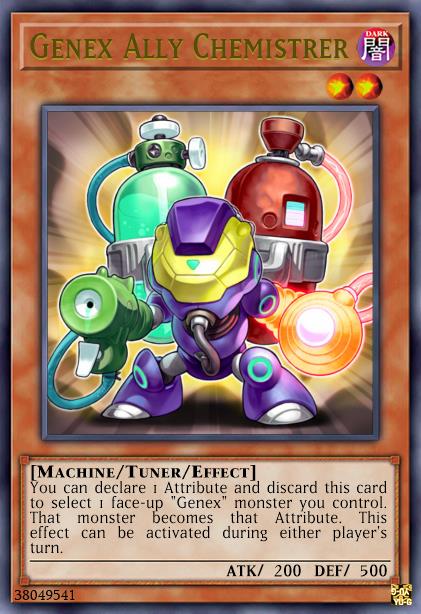 Genex Ally Chemistrer
DARK
闇
[Machine/Tuner/Effect]
You can declare 1 Attribute and discard this card
to select 1 face-up "Genex" monster you control.
That monster becomes that Attribute. This
effect can be activated during either player's
turn.
ATK/ 200 DEF/ 500
38049541